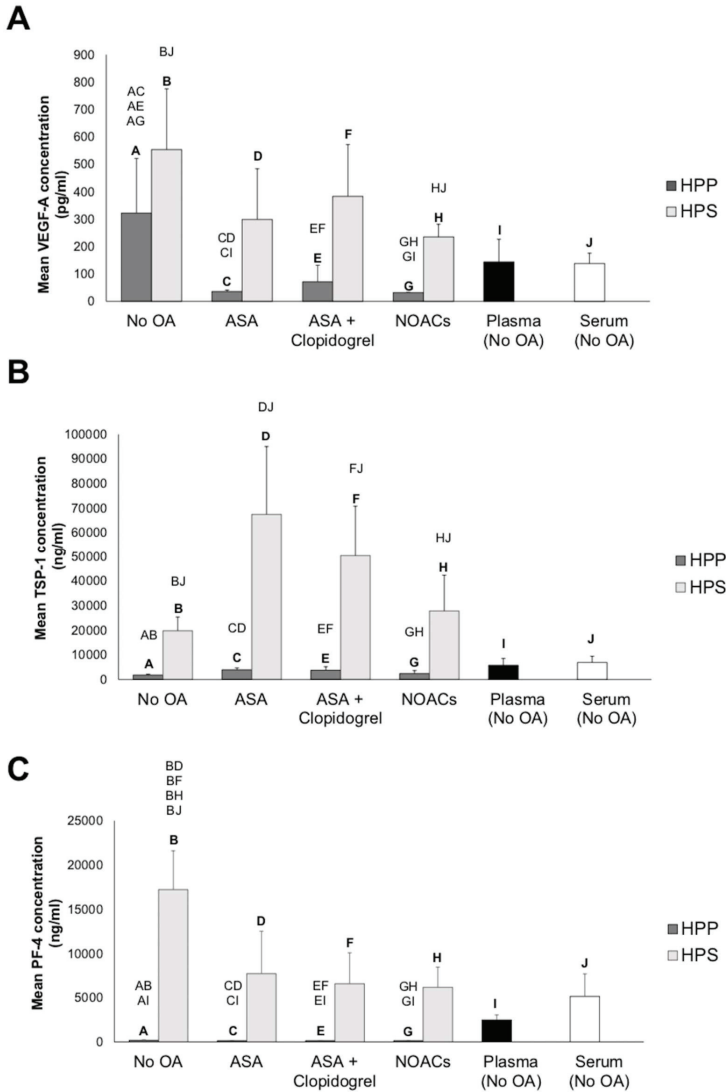 A
Mean VEGF-A concentration
(pg/ml)
900
800
700
600
500
400
300
200
100
0
AC
AE
AG
A
BJ
B
CD
CI
C
D
EF
E
F
GH
GI
G
HJ
H
I
J
No OA
ASA
ASA +
Clopidogrel
NOACs
Plasma
(No OA)
Serum
(No OA)
HPP
HPS
B
Mean TSP-1 concentration
(ng/ml)
100000
90000
80000
70000
60000
50000
40000
30000
20000
10000
0
AB
A
BJ
B
CD
C
DJ
D
EF
E
FJ
F
GH
G
HJ
H
I
J
No OA
ASA
ASA +
Clopidogrel
NOACs
Plasma
(No OA)
Serum
(No OA)
HPP
HPS
C
Mean PF-4 concentration
(ng/ml)
25000
20000
15000
10000
5000
0
AB
AI
A
BD
BF
BH
BJ
B
CD
CI
C
D
EF
EI
E
F
GH
GI
G
H
I
J
No OA
ASA
ASA +
Clopidogrel
NOACs
Plasma
(No OA)
Serum
(No OA)
HPP
HPS